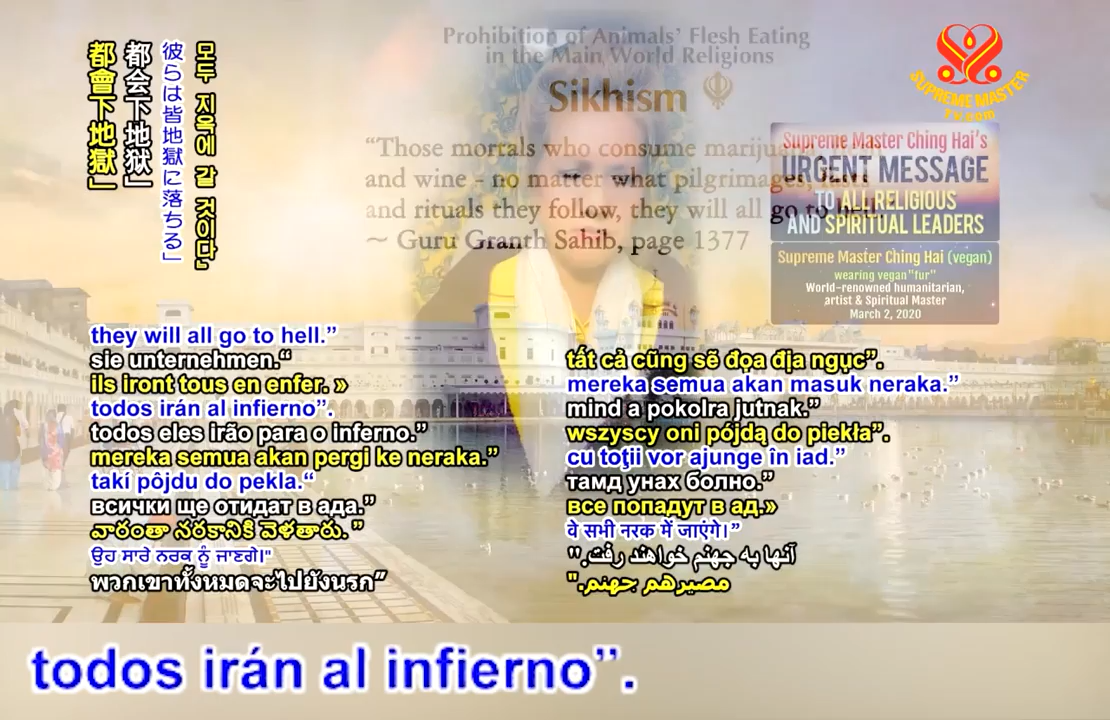 모두 지옥에 갈 것이다』
彼らは皆地獄に落ちる」
都会下地狱」
都會下地獄」
Prohibition of Animals’ Flesh Eating
in the Main World Religions
Sikhism
“Those mortals who consume marijuana,
and wine - no matter what pilgrimages,
and rituals they follow, they will all go to hell.”
~ Guru Granth Sahib, page 1377
SUPREME MASTER
TV.com
Supreme Master Ching Hai’s
URGENT MESSAGE
TO ALL RELIGIOUS
AND SPIRITUAL LEADERS
Supreme Master Ching Hai (vegan)
wearing vegan "fur"
World-renowned humanitarian,
artist & Spiritual Master
March 2, 2020
they will all go to hell.”
sie unternehmen.“
ils iront tous en enfer. »
todos irán al infierno”.
todos eles irão para o inferno.”
mereka semua akan pergi ke neraka.”
takí pôjdu do pekla.“
всички ще отидат в ада.”
వారంతా నరకానికి వెళతారు. ”
ਉਹ ਸਾਰੇ ਨਰਕ ਨੂੰ ਜਾਣਗੇ।"
พวกเขาทั้งหมดจะไปยังนรก”
tất cả cũng sẽ đọa địa ngục”.
mereka semua akan masuk neraka.”
mind a pokolra jutnak.”
wszyscy oni pójdą do piekła”.
cu toţii vor ajunge în iad.”
тамд унах болно.”
все попадут в ад.»
वे सभी नरक में जाएंगे।”
آنها به جهنم خواهند رفت."
مصيرهم جهنم."
todos irán al infierno”.